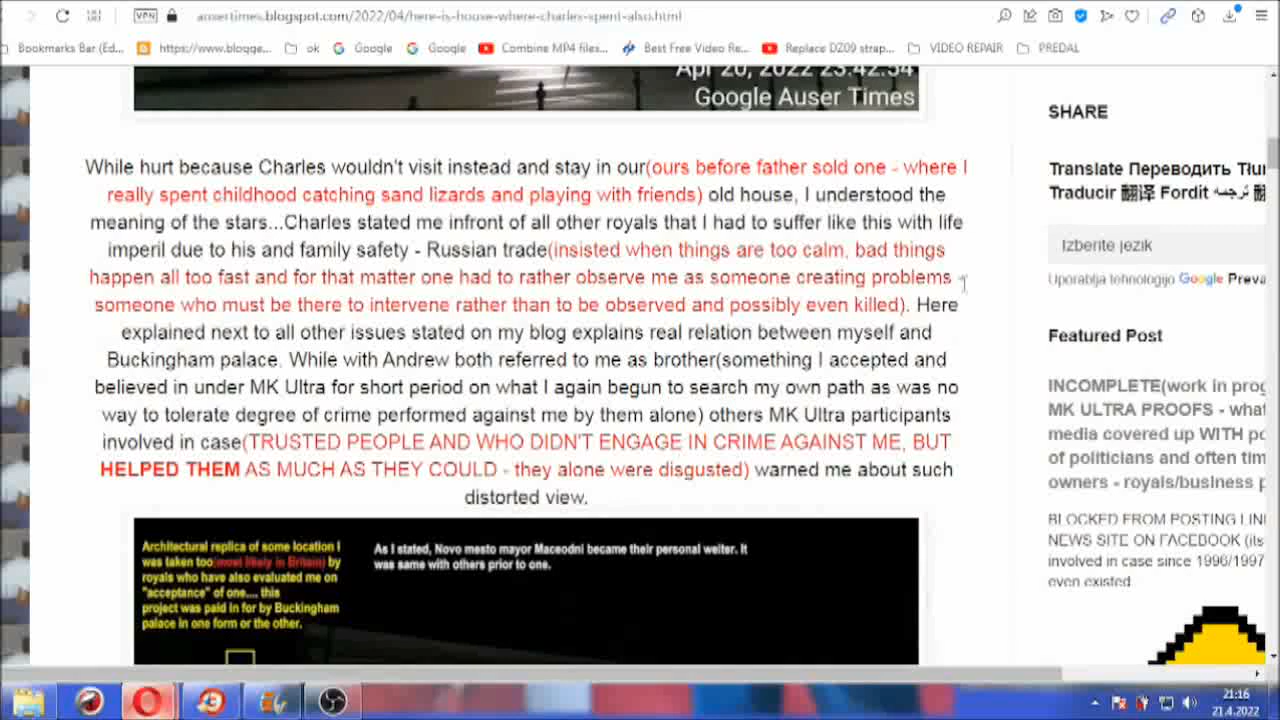 VPN
ausertimes.blogspot.com/2022/04/here-is-house-where-charles-spent-also.html
Bookmarks Bar (Ed... https://www.blogge... ok Google Google Combine MP4 files... Best Free Video Re... Replace DZ09 strap... VIDEO REPAIR PREDAL
Apr 20, 2022 23:42:54
Google Auser Times
While hurt because Charles wouldn't visit instead and stay in our(ours before father sold one - where I
really spent childhood catching sand lizards and playing with friends) old house, I understood the
meaning of the stars...Charles stated me infront of all other royals that I had to suffer like this with life
imperil due to his and family safety - Russian trade(insisted when things are too calm, bad things
happen all too fast and for that matter one had to rather observe me as someone creating problems -
someone who must be there to intervene rather than to be observed and possibly even killed). Here
explained next to all other issues stated on my blog explains real relation between myself and
Buckingham palace. While with Andrew both referred to me as brother(something I accepted and
believed in under MK Ultra for short period on what I again begun to search my own path as was no
way to tolerate degree of crime performed against me by them alone) others MK Ultra participants
involved in case(TRUSTED PEOPLE AND WHO DIDN'T ENGAGE IN CRIME AGAINST ME, BUT
HELPED THEM AS MUCH AS THEY COULD - they alone were disgusted) warned me about such
distorted view.
Architectural replica of some location I
was taken too(most likely in Britain) by
royals who have also evaluated me on
"acceptance" of one.... this
project was paid in for by Buckingham
palace in one form or the other.
As I stated, Novo mesto mayor Macedoni became their personal weiter. It
was same with others prior to one.
SHARE
Translate Переводить
Traducir 翻译 Fordít ترجمه 翻
Izberite jezik
Uporablja tehnologijo Google Preva
Featured Post
INCOMPLETE(work in prog
MK ULTRA PROOFS - what
media covered up WITH po
of politicians and often tim
owners - royals/business p
BLOCKED FROM POSTING LIN
NEWS SITE ON FACEBOOK (its
involved in case since 1996/1997
even existed.
21:16
21.4.2022